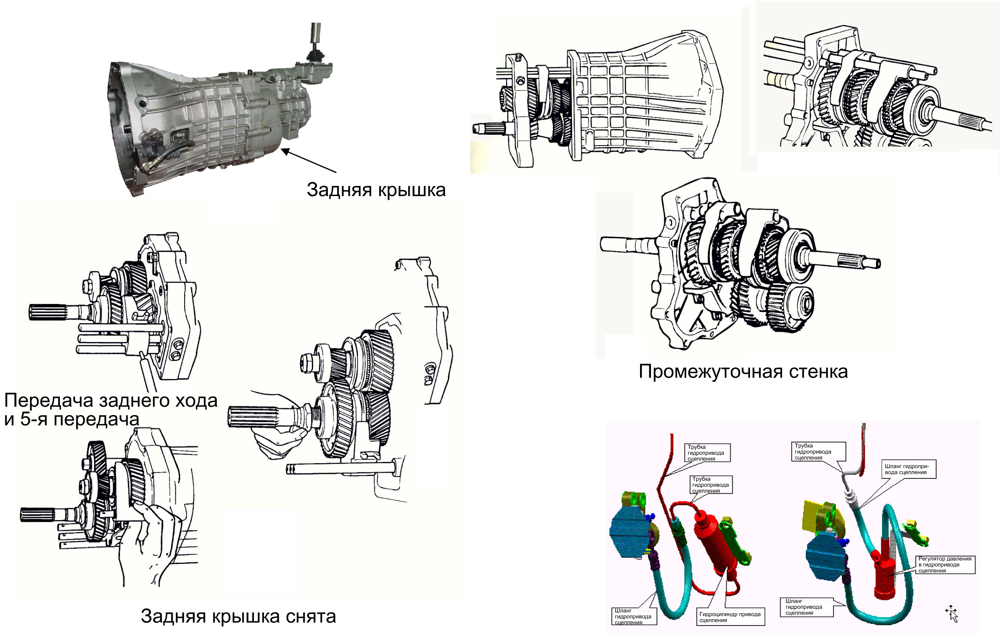 Задняя крышка
Промежуточная стенка
Передача заднего хода
и 5-я передача
Задняя крышка снята
Трубка
гидропривода
сцепления
Трубка
гидропривода
сцепления
Шланг
гидропривода
сцепления
Гидроцилиндр привода
сцепления
Трубка
гидропривода
сцепления
Шланг гидропри-
вода сцепления
Регулятор давления
в гидроприводе
сцепления
Шланг
гидропривода
сцепления